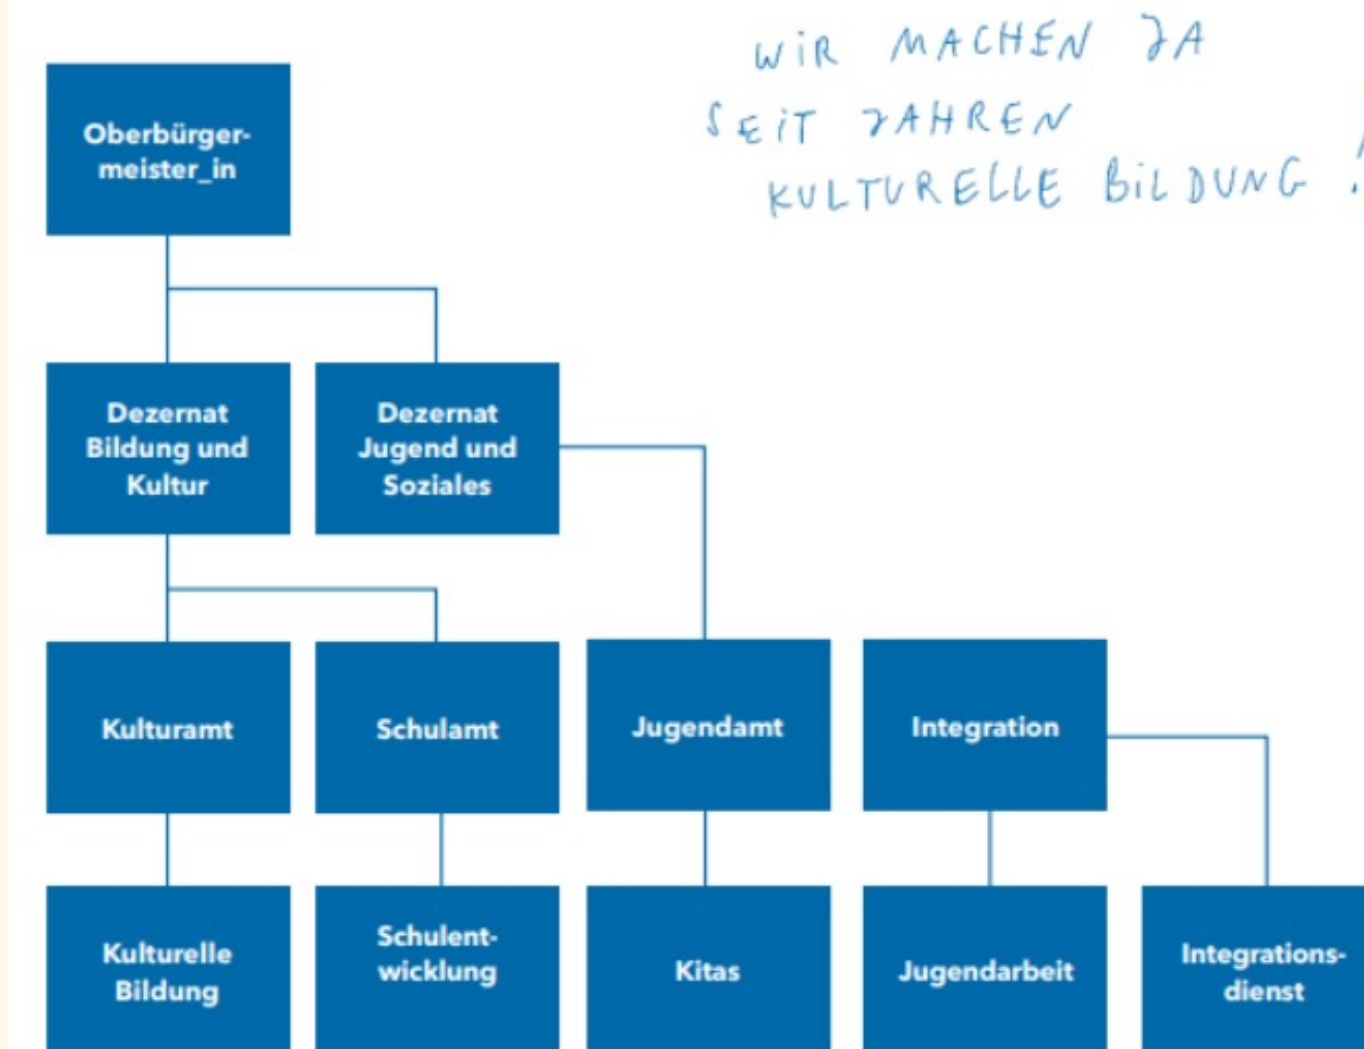 WIR MACHEN JA
SEIT JAHREN
KULTURELLE BILDUNG !
Oberbürger-
meister_in
Dezernat
Bildung und
Kultur
Dezernat
Jugend und
Soziales
Kulturamt
Schulamt
Jugendamt
Integration
Kulturelle
Bildung
Schulent-
wicklung
Kitas
Jugendarbeit
Integrations-
dienst